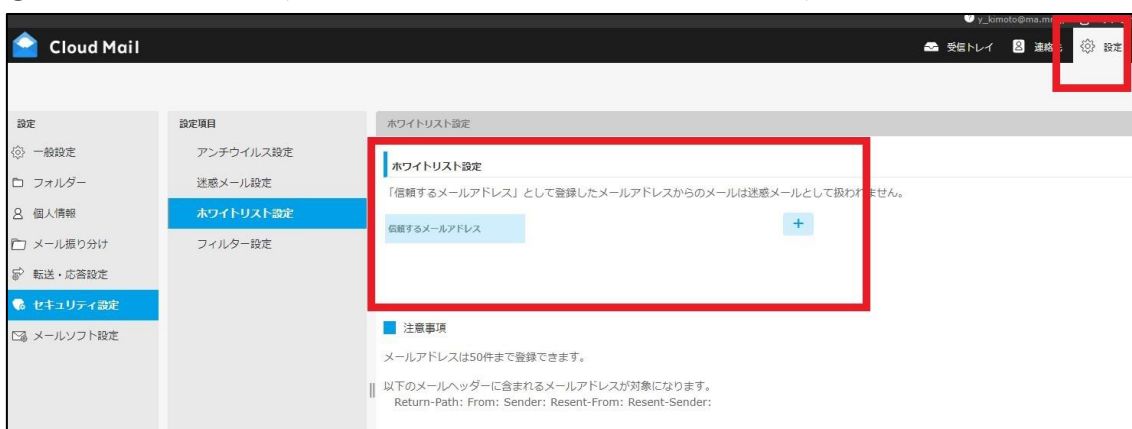 y_kimoto@ma.m
Cloud Mail
受信トレイ
設定
設定
一般設定
フォルダー
個人情報
メール振り分け
転送・応答設定
セキュリティ設定
メールソフト設定
設定項目
アンチウイルス設定
迷惑メール設定
ホワイトリスト設定
フィルター設定
ホワイトリスト設定
ホワイトリスト設定
「信頼するメールアドレス」として登録したメールアドレスからのメールは迷惑メールとして扱われません。
信頼するメールアドレス
+
注意事項
メールアドレスは50件まで登録できます。
以下のメールヘッダーに含まれるメールアドレスが対象になります。
Return-Path: From: Sender: Resent-From: Resent-Sender: